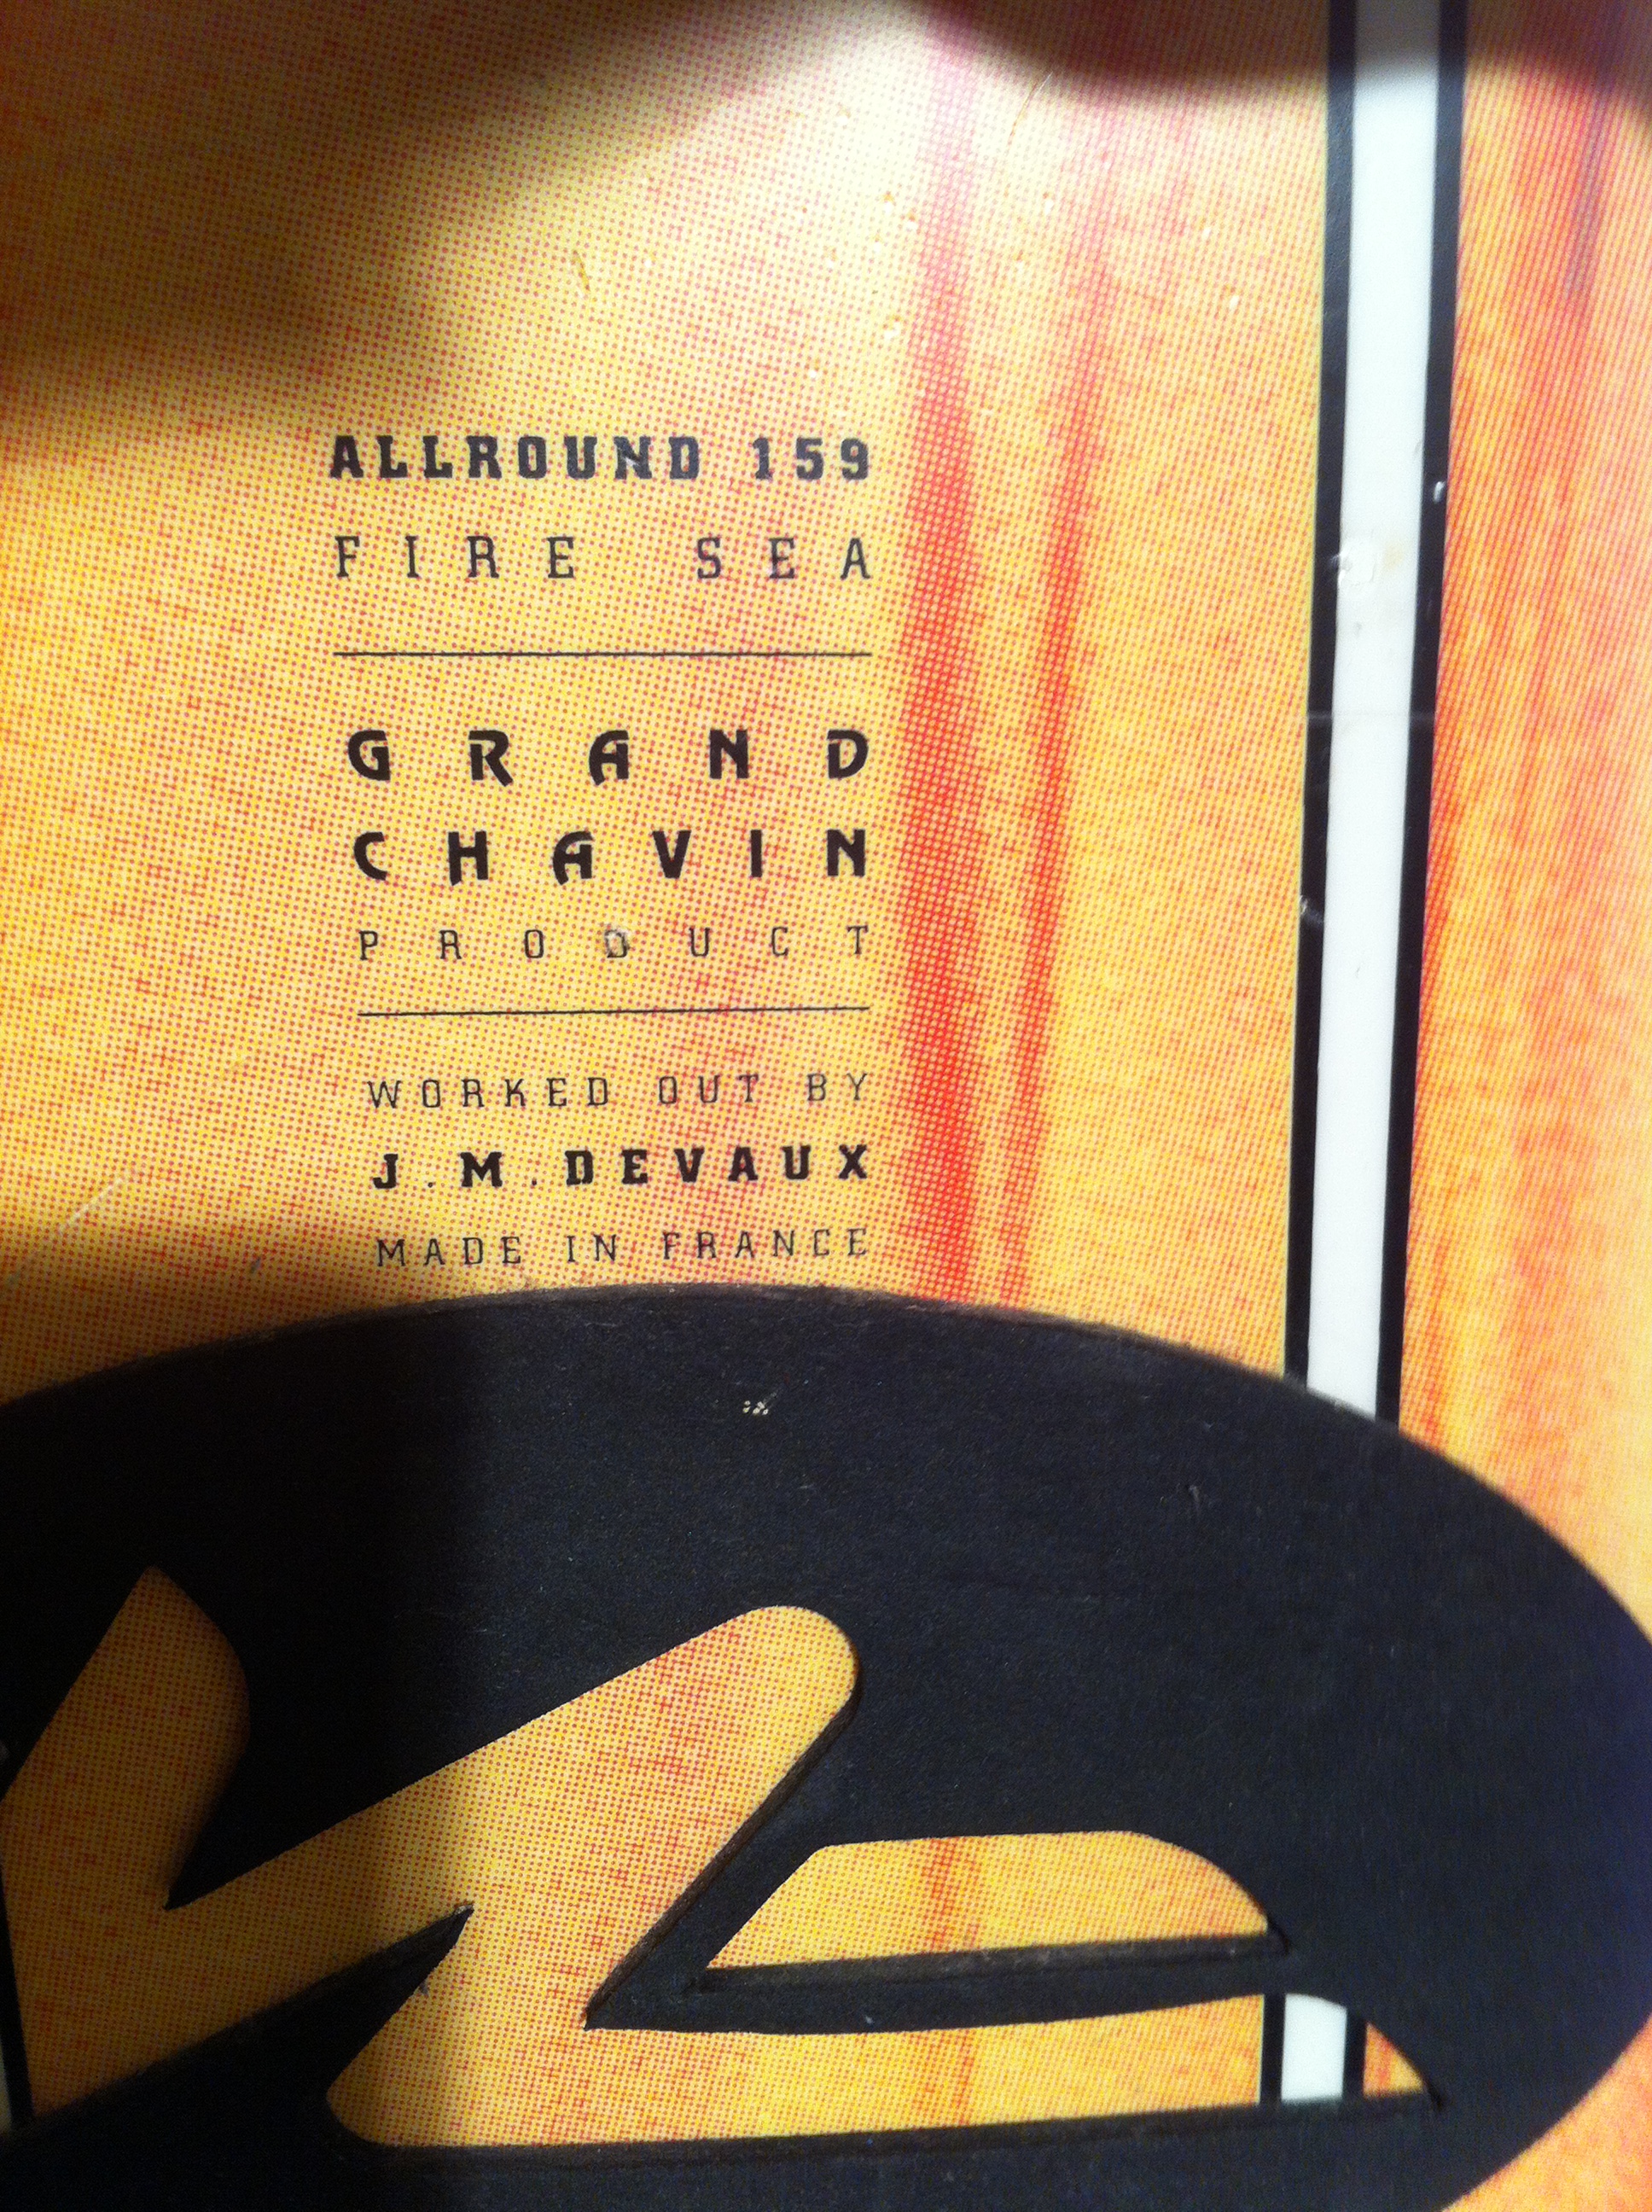 ALLROUND 159
FIRE SEA
GRAND
CHAVIN
PRODUCT
WORKED OUT BY
J.M.DEVAUX
MADE IN FRANCE